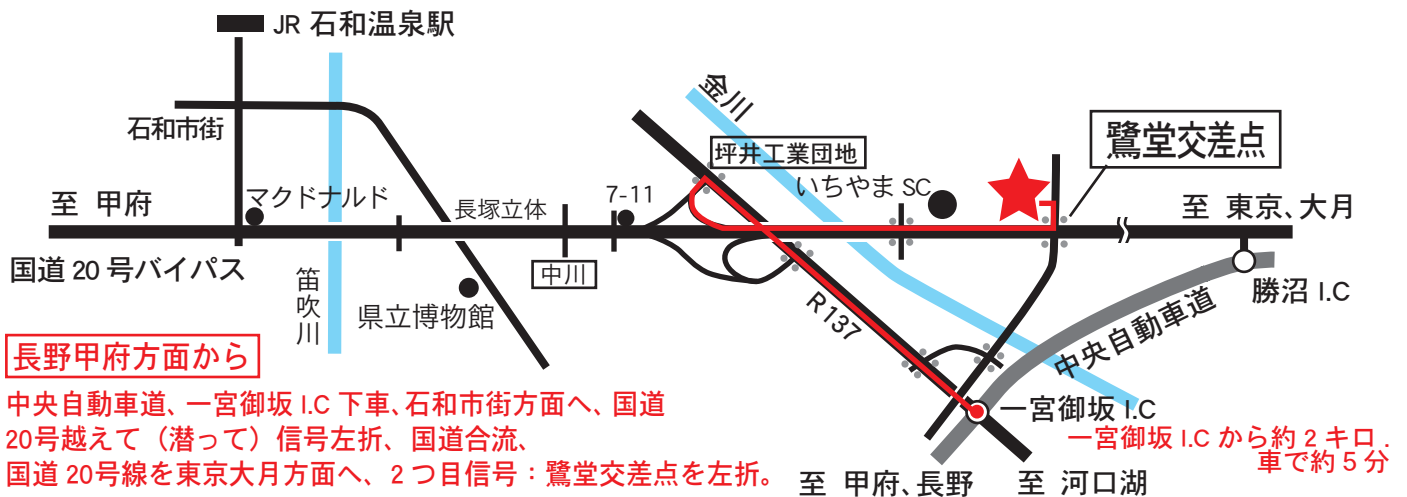 JR 石和温泉駅
石和市街
金川
坪井工業団地
鷺堂交差点
至 甲府
マクドナルド
長塚立体
7-11
いちやま SC
至 東京、大月
国道 20 号バイパス
笛吹川
中川
県立博物館
R137
中央自動車道
勝沼 I.C
長野甲府方面から
中央自動車道、一宮御坂 I.C 下車、石和市街方面へ、国道
20号越えて（潜って）信号左折、国道合流、
国道 20号線を東京大月方面へ、2 つ目信号：鷺堂交差点を左折。
一宮御坂 I.C
一宮御坂 I.C から約 2 キロ.
車で約 5 分
至 甲府、長野
至 河口湖